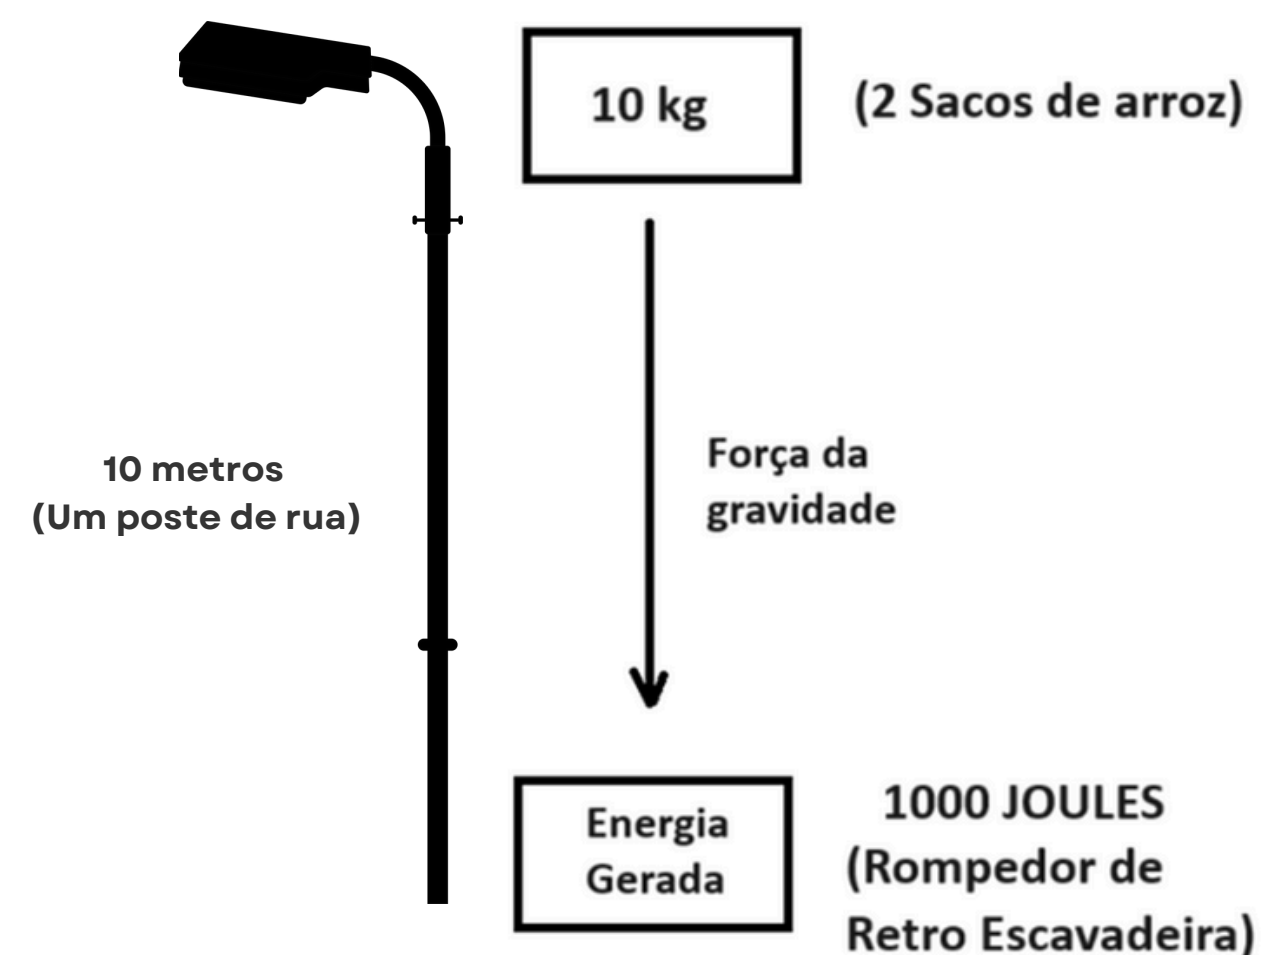 10 kg
(2 Sacos de arroz)
10 metros
(Um poste de rua)
Força da
gravidade
Energia
Gerada
1000 JOULES
(Rompedor de
Retro Escavadeira)